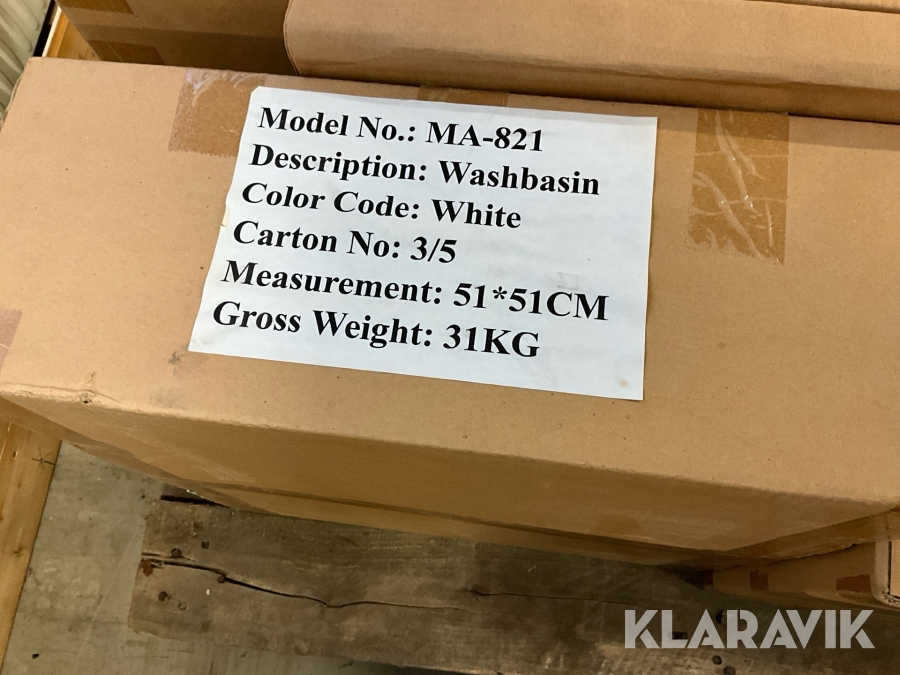 Model No.: MA-821
Description: Washbasin
Color Code: White
Carton No: 3/5
Measurement: 51*51CM
Gross Weight: 31KG
KLARAVIK